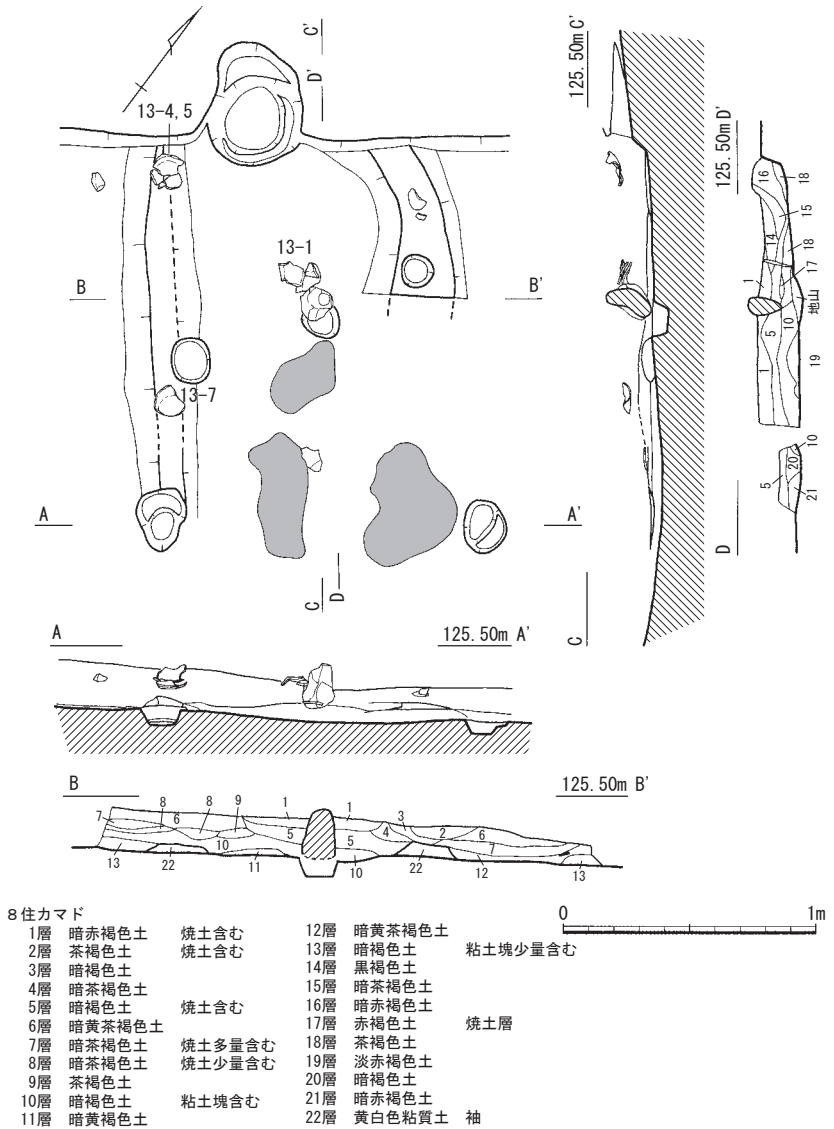 C'
D'
13-4,5
13-1
B
B'
13-7
A
A'
C
D
125.50m C'
C
125.50m D'
16
18
15
14
18
17
1
地山
5
10
1
19
10
20
5
21
D
A
125.50m A'
B
125.50m B'
7
8
6
8
9
1
1
3
4
2
6
5
5
10
7
13
22
11
10
22
12
13
8住カマド
1層 暗赤褐色土 焼土含む
2層 茶褐色土 焼土含む
3層 暗褐色土
4層 暗茶褐色土
5層 暗褐色土 焼土含む
6層 暗黄茶褐色土
7層 暗茶褐色土 焼土多量含む
8層 暗茶褐色土 焼土少量含む
9層 茶褐色土
10層 暗褐色土 粘土塊含む
11層 暗黄褐色土
12層 暗黄茶褐色土
13層 暗褐色土 粘土塊少量含む
14層 黒褐色土
15層 暗茶褐色土
16層 暗赤褐色土
17層 赤褐色土 焼土層
18層 茶褐色土
19層 淡赤褐色土
20層 暗褐色土
21層 暗赤褐色土
22層 黄白色粘質土 袖
0
1m